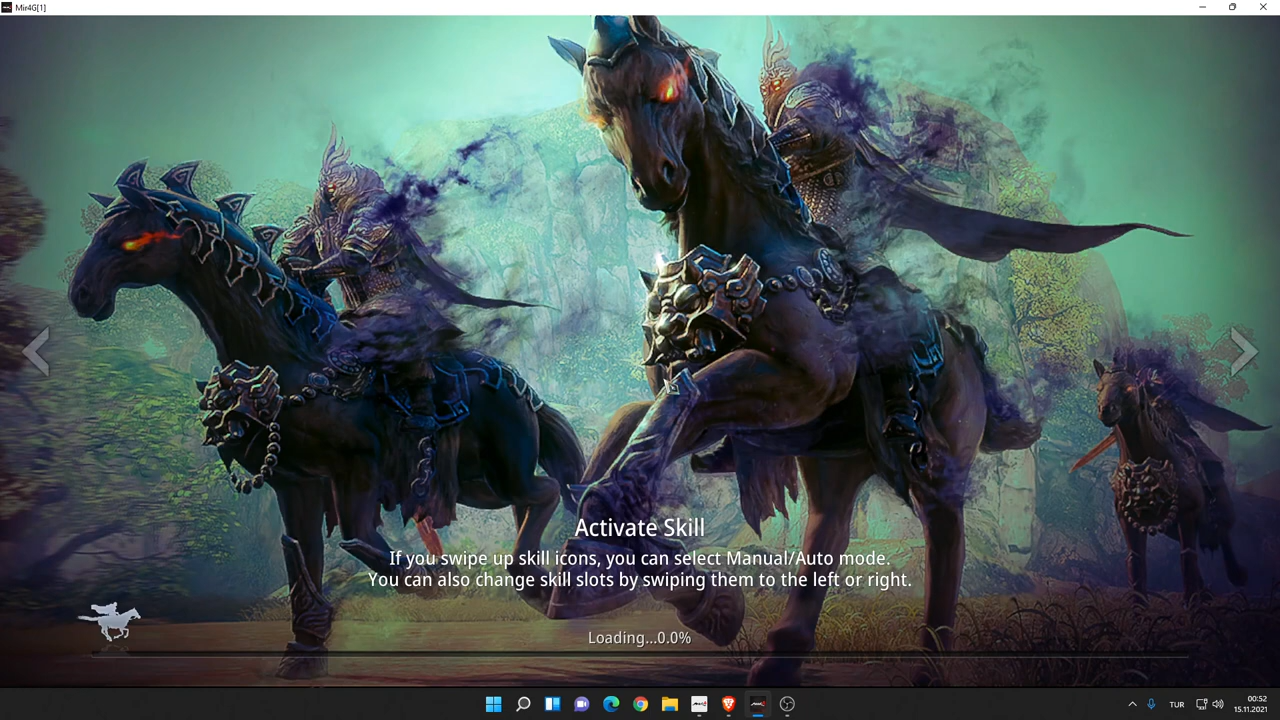 Mir4G[1]
Activate Skill
If you swipe up skill icons, you can select Manual/Auto mode.
You can also change skill slots by swiping them to the left or right.
Loading...0.0%
TUR
00:52
15.11.2021